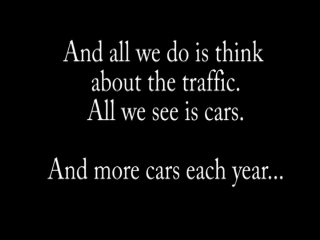 And all we do is think
about the traffic.
All we see is cars.
And more cars each year...